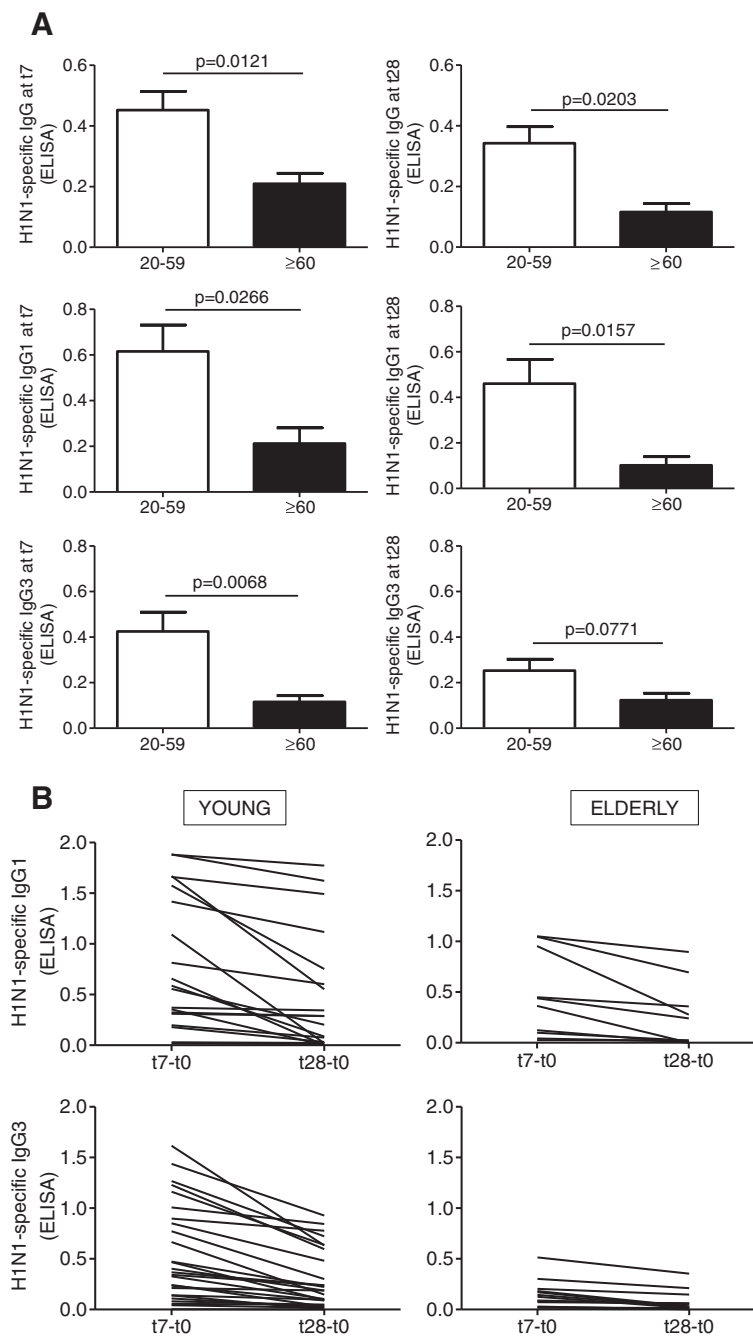 A
H1N1-specific IgG at t7
(ELISA)
0.6
0.4
0.2
0.0
p=0.0121
20-59
≥60
H1N1-specific IgG at t28
(ELISA)
0.6
0.4
0.2
0.0
p=0.0203
20-59
≥60
H1N1-specific IgG1 at t7
(ELISA)
0.8
0.6
0.4
0.2
0.0
p=0.0266
20-59
≥60
H1N1-specific IgG1 at t28
(ELISA)
0.8
0.6
0.4
0.2
0.0
p=0.0157
20-59
≥60
H1N1-specific IgG3 at t7
(ELISA)
0.8
0.6
0.4
0.2
0.0
p=0.0068
20-59
≥60
H1N1-specific IgG3 at t28
(ELISA)
0.8
0.6
0.4
0.2
0.0
p=0.0771
20-59
≥60
B
YOUNG
ELDERLY
H1N1-specific IgG1
(ELISA)
2.0
1.5
1.0
0.5
0.0
t7-t0
t28-t0
2.0
1.5
1.0
0.5
0.0
t7-t0
t28-t0
H1N1-specific IgG3
(ELISA)
2.0
1.5
1.0
0.5
0.0
t7-t0
t28-t0
2.0
1.5
1.0
0.5
0.0
t7-t0
t28-t0